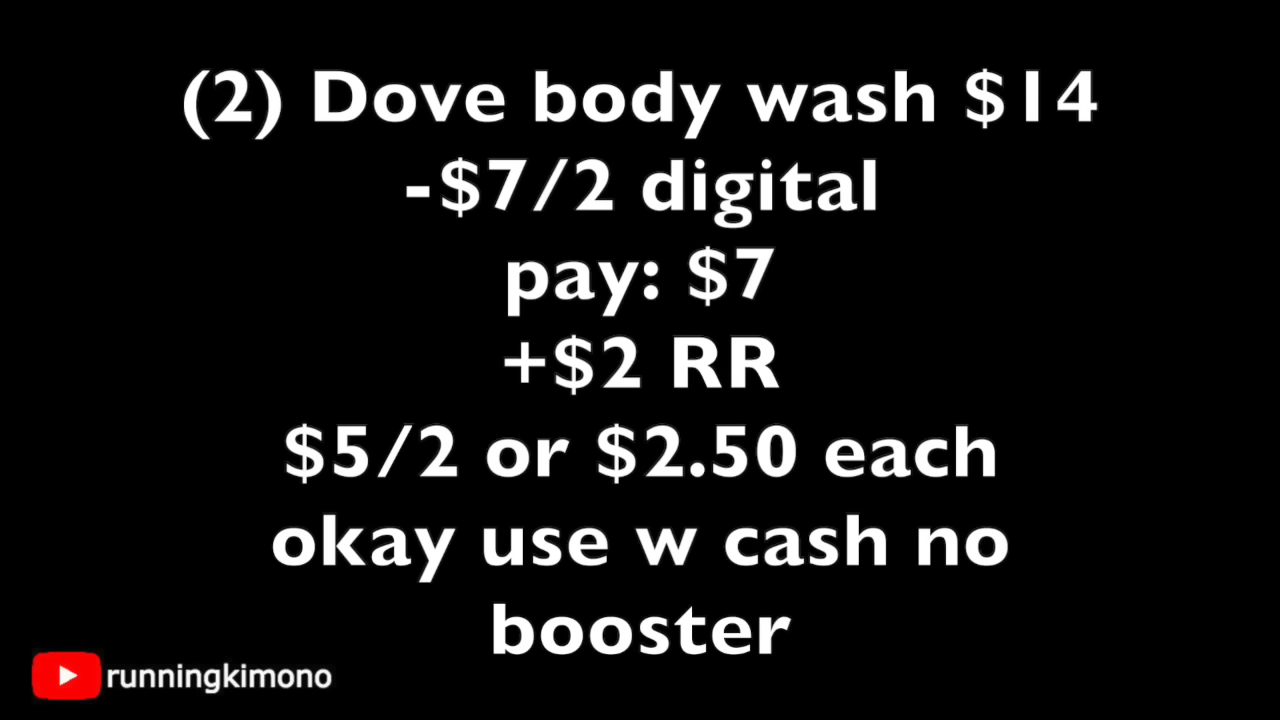 (2) Dove body wash $14
-$7/2 digital
pay: $7
+$2 RR
$5/2 or $2.50 each
okay use w cash no
booster
runningkimono